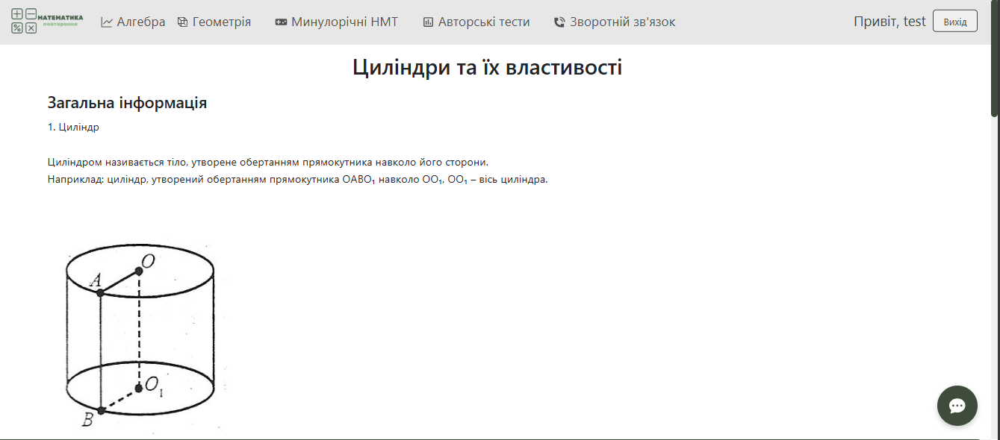 МАТЕМАТИКА
повторення
Алгебра Геометрія Минулорічні НМТ Авторські тести Зворотній зв'язок Привіт, test Вихід
Циліндри та їх властивості
Загальна інформація
1. Циліндр
Циліндром називається тіло, утворене обертанням прямокутника навколо його сторони.
Наприклад: циліндр, утворений обертанням прямокутника OABO₁ навколо OO₁, OO₁ – вісь циліндра.
O
A
O₁
B